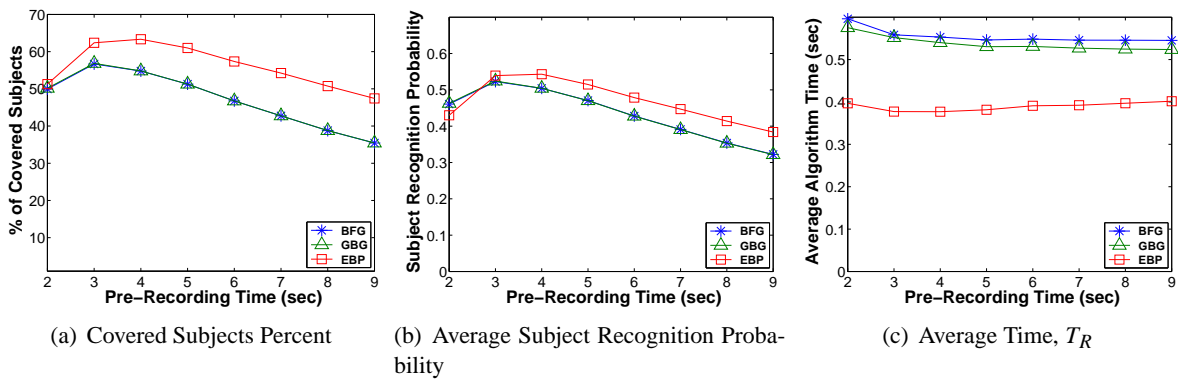 % of Covered Subjects
70
60
50
40
30
20
10
2 3 4 5 6 7 8 9
Pre−Recording Time (sec)
BFG
GBG
EBP
(a) Covered Subjects Percent
Subject Recognition Probability
0.6
0.5
0.4
0.3
0.2
0.1
0
2 3 4 5 6 7 8 9
Pre−Recording Time (sec)
BFG
GBG
EBP
(b) Average Subject Recognition Proba-
bility
Average Algorithm Time (sec)
0.5
0.4
0.3
0.2
0.1
0
2 3 4 5 6 7 8 9
Pre−Recording Time (sec)
BFG
GBG
EBP
(c) Average Time, T_R